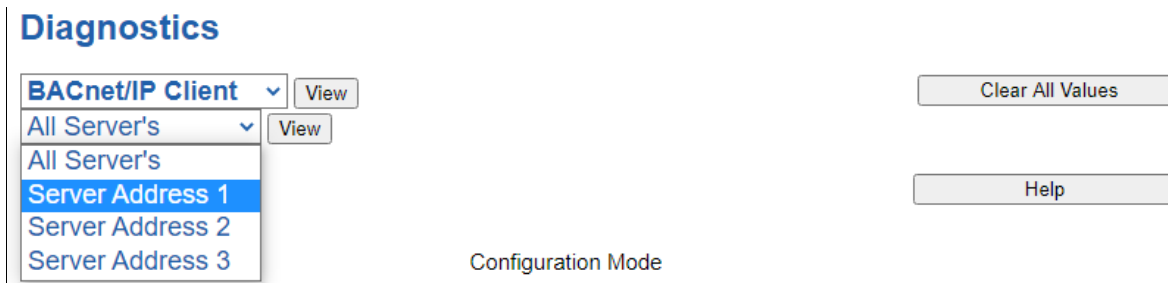 Diagnostics
BACnet/IP Client View Clear All Values
All Server's View
All Server's
Server Address 1 Help
Server Address 2
Server Address 3 Configuration Mode